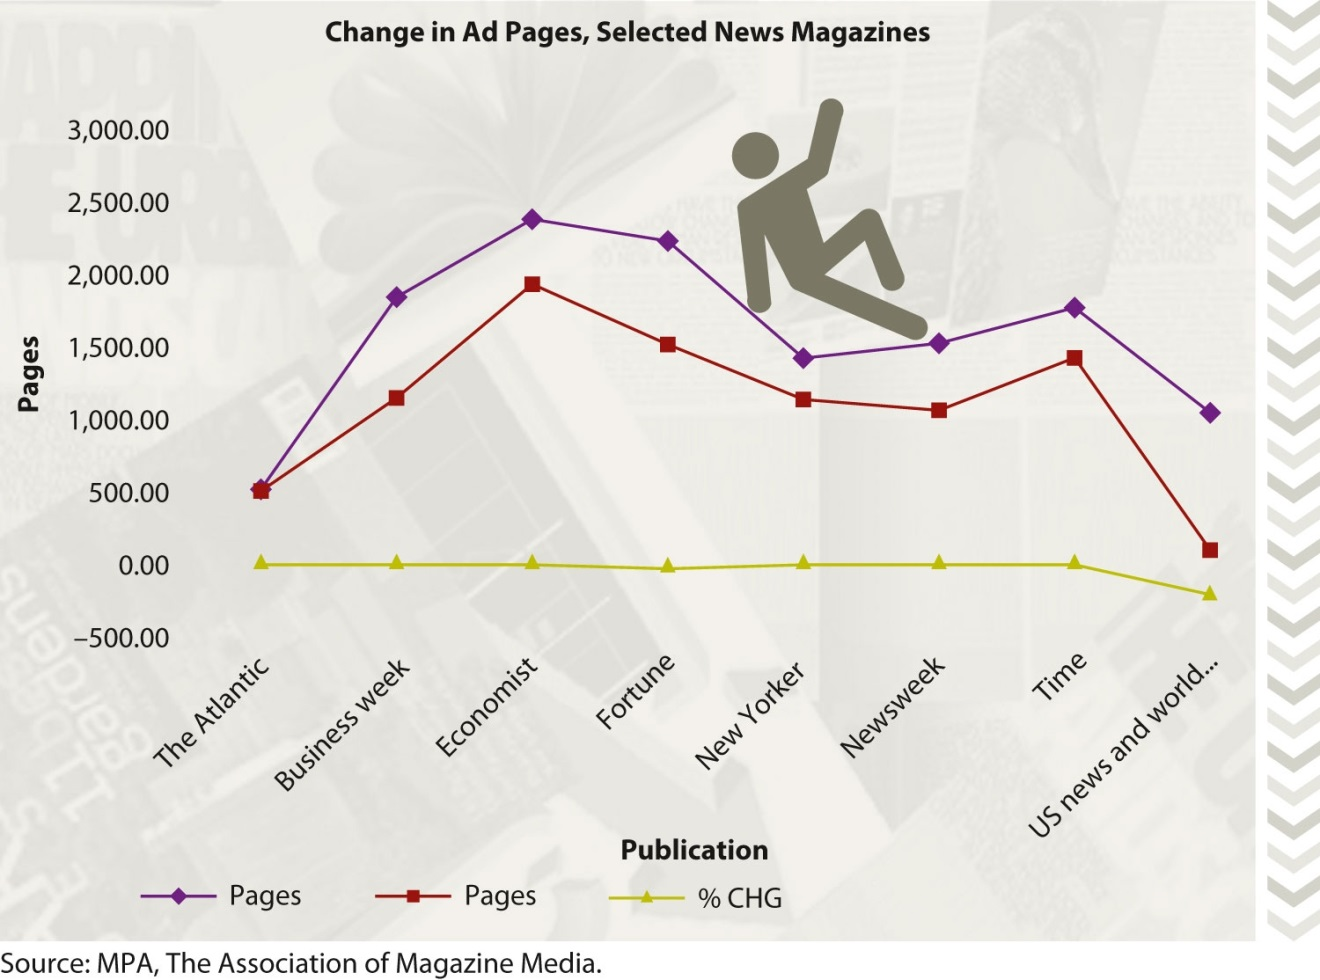 Change in Ad Pages, Selected News Magazines
3,000.00
2,500.00
2,000.00
1,500.00
1,000.00
500.00
0.00
–500.00
Pages
The Atlantic
Business week
Economist
Fortune
New Yorker
Newsweek
Time
US news and world...
Publication
Pages
Pages
% CHG
Source: MPA, The Association of Magazine Media.